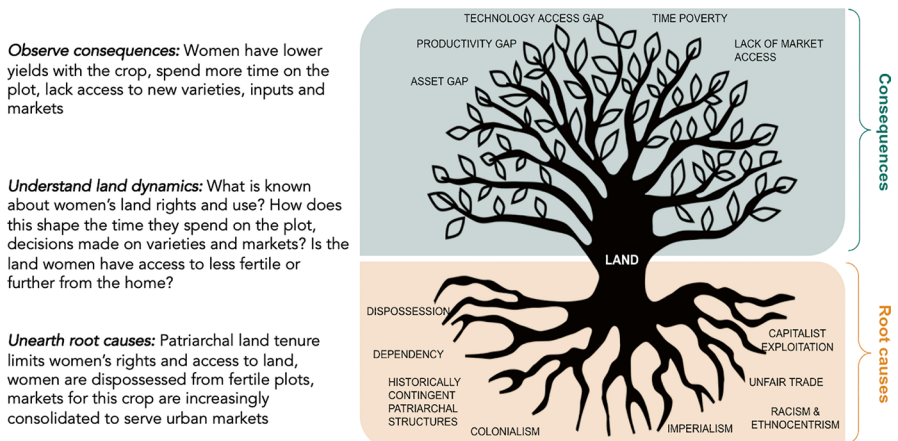 Observe consequences: Women have lower
yields with the crop, spend more time on the
plot, lack access to new varieties, inputs and
markets
Understand land dynamics: What is known
about women's land rights and use? How does
this shape the time they spend on the plot,
decisions made on varieties and markets? Is the
land women have access to less fertile or
further from the home?
Unearth root causes: Patriarchal land tenure
limits women's rights and access to land,
women are dispossessed from fertile plots,
markets for this crop are increasingly
consolidated to serve urban markets
TECHNOLOGY ACCESS GAP
TIME POVERTY
PRODUCTIVITY GAP
LACK OF MARKET
ACCESS
ASSET GAP
LAND
DISPOSSESSION
CAPITALIST
EXPLOITATION
DEPENDENCY
HISTORICALLY
CONTINGENT
PATRIARCHAL
STRUCTURES
UNFAIR TRADE
RACISM &
ETHNOCENTRISM
COLONIALISM
IMPERIALISM
Consequences
Root causes